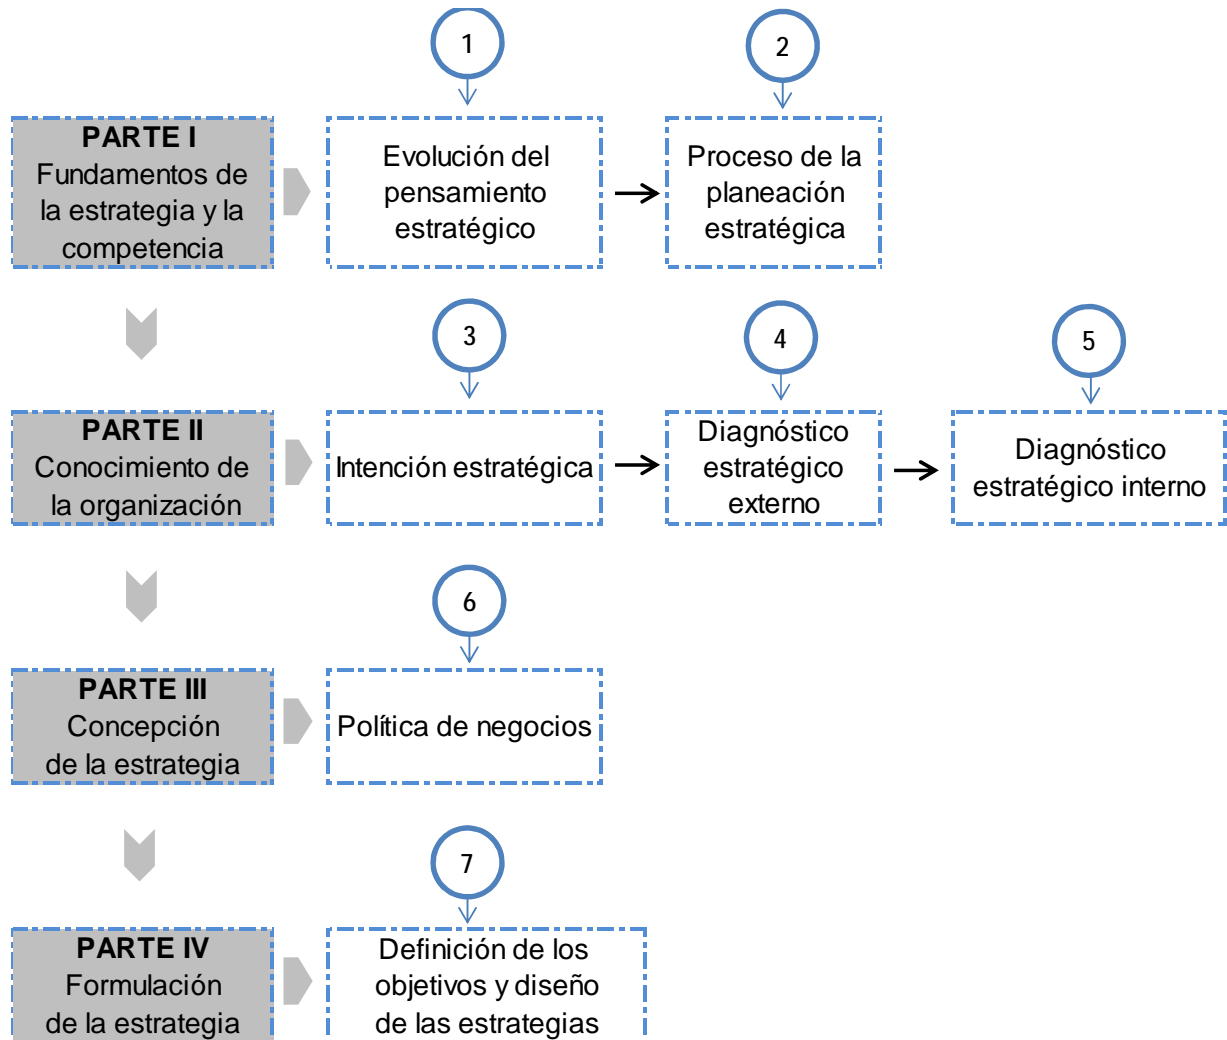 1
2
PARTE I
Fundamentos de
la estrategia y la
competencia
Evolución del
pensamiento
estratégico
Proceso de la
planeación
estratégica
3
4
5
PARTE II
Conocimiento de
la organización
Intención estratégica
Diagnóstico
estratégico
externo
Diagnóstico
estratégico interno
6
PARTE III
Concepción
de la estrategia
Política de negocios
7
PARTE IV
Formulación
de la estrategia
Definición de los
objetivos y diseño
de las estrategias